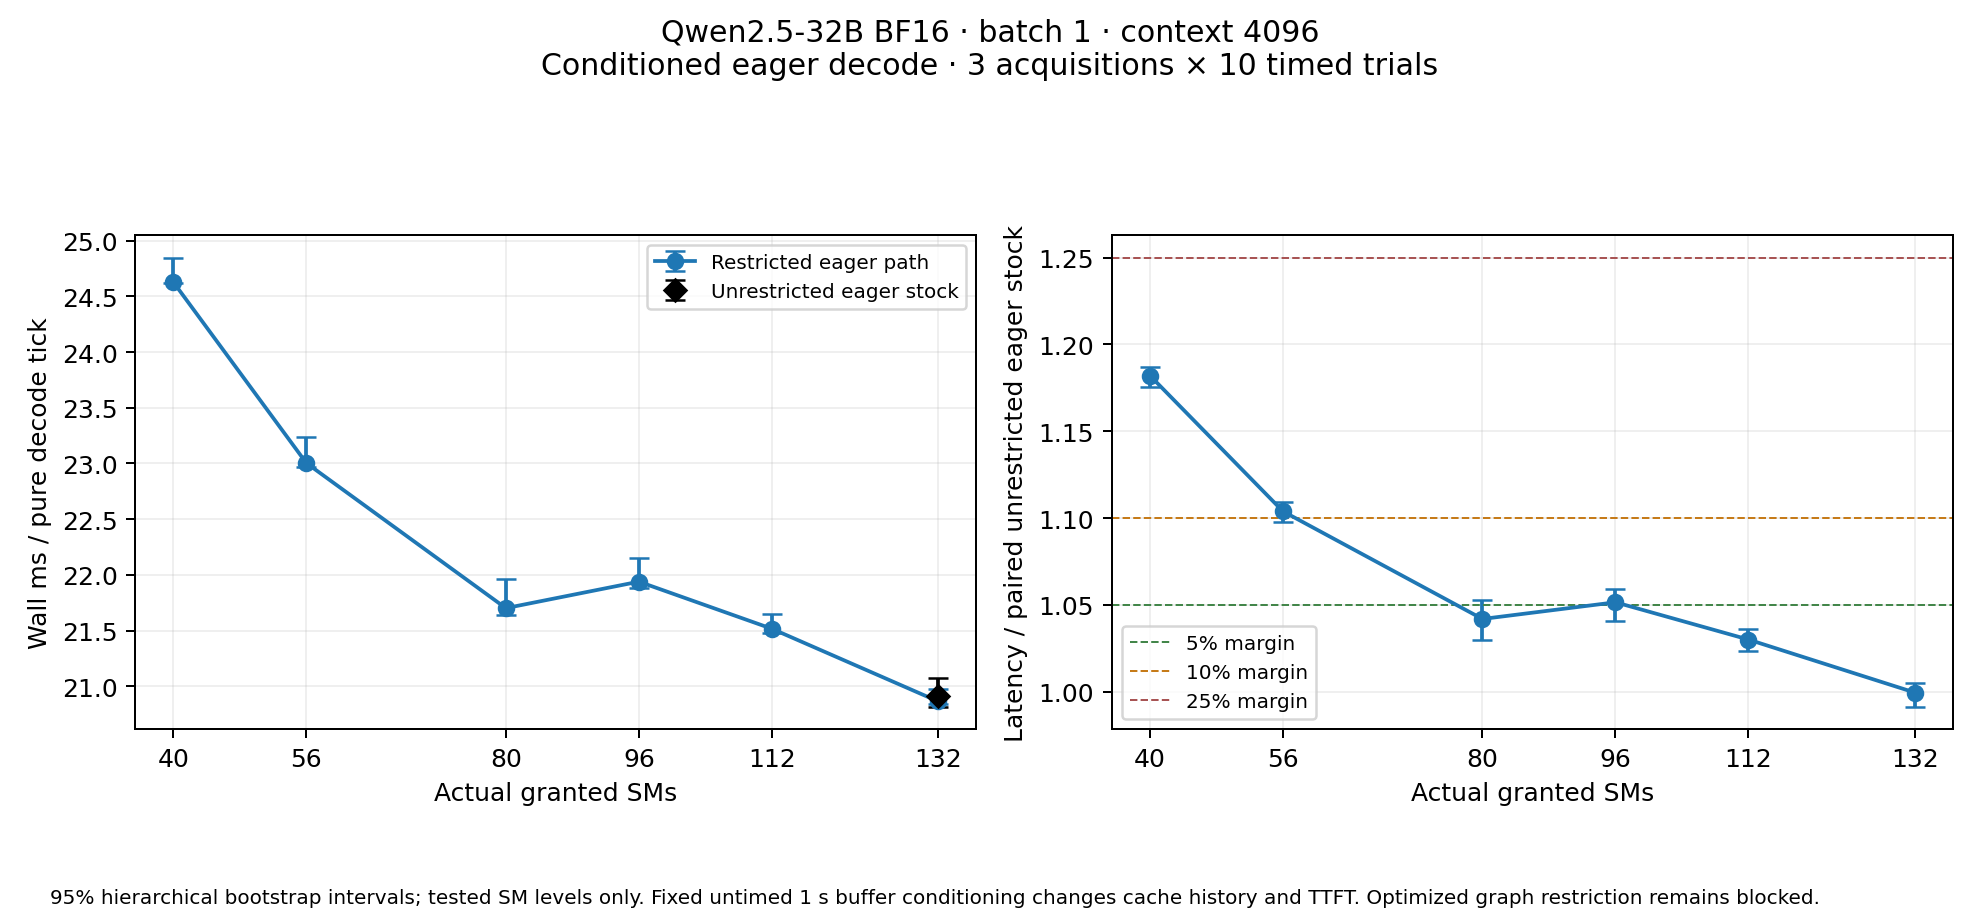 Qwen2.5-32B BF16 · batch 1 · context 4096
Conditioned eager decode · 3 acquisitions × 10 timed trials
Wall ms / pure decode tick
25.0
24.5
24.0
23.5
23.0
22.5
22.0
21.5
21.0
Restricted eager path
Unrestricted eager stock
40 56 80 96 112 132
Actual granted SMs
Latency / paired unrestricted eager stock
1.25
1.20
1.15
1.10
1.05
1.00
5% margin
10% margin
25% margin
40 56 80 96 112 132
Actual granted SMs
95% hierarchical bootstrap intervals; tested SM levels only. Fixed untimed 1 s buffer conditioning changes cache history and TTFT. Optimized graph restriction remains blocked.